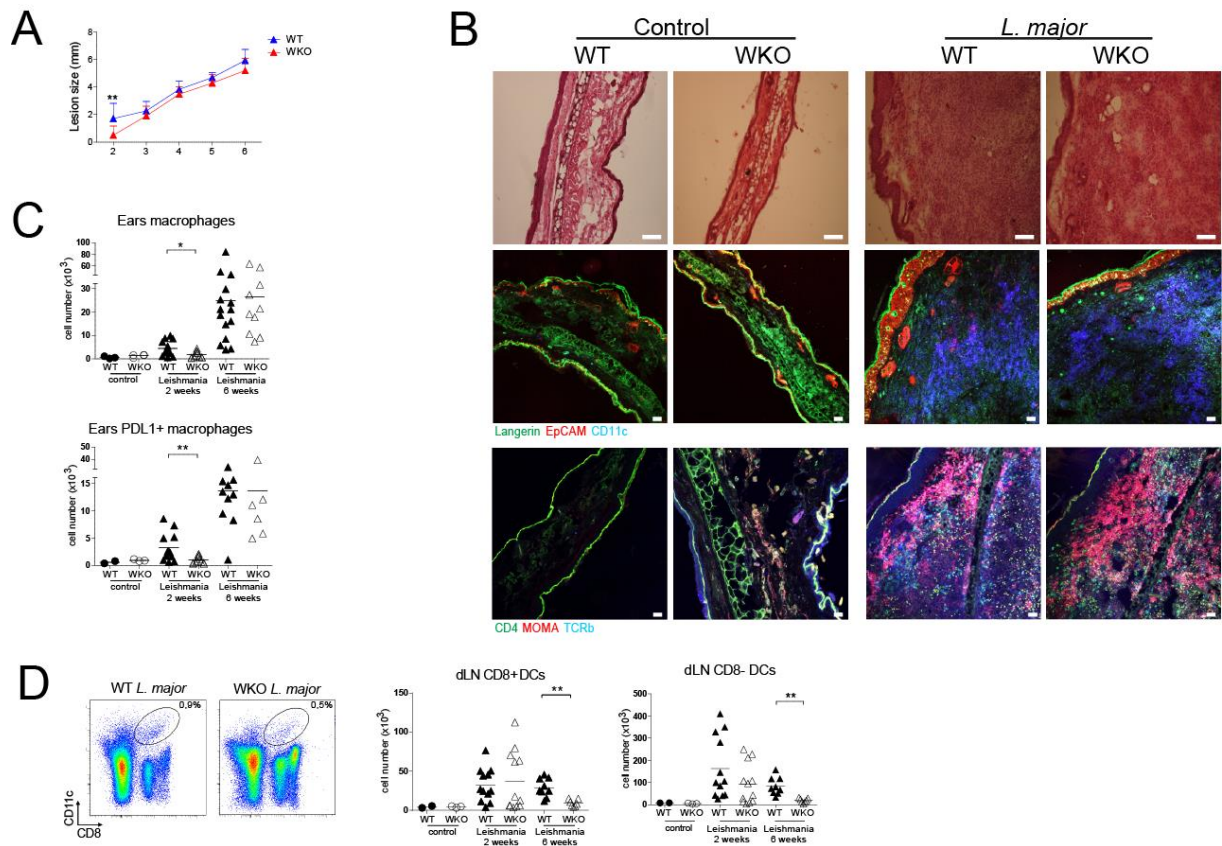 A
Lesion size (mm)
8
6
4
2
0
**
2 3 4 5 6
WT
WKO
B
Control
L. major
WT WKO WT WKO
Langerin EpCAM CD11c
CD4 MOMA TCRb
C
Ears macrophages
cell number (x10³)
100
80
60
40
30
20
10
0
*
WT WKO WT WKO WT WKO
control Leishmania Leishmania
2 weeks 6 weeks
Ears PDL1+ macrophages
cell number (x10³)
50
40
30
20
15
10
5
0
**
WT WKO WT WKO WT WKO
control Leishmania Leishmania
2 weeks 6 weeks
D
WT L. major WKO L. major
0,9% 0,5%
CD11c
CD8
dLN CD8+ DCs
cell number (x10³)
150
100
50
0
**
WT WKO WT WKO WT WKO
control Leishmania Leishmania
2 weeks 6 weeks
dLN CD8- DCs
cell number (x10³)
500
400
300
200
100
0
**
WT WKO WT WKO WT WKO
control Leishmania Leishmania
2 weeks 6 weeks